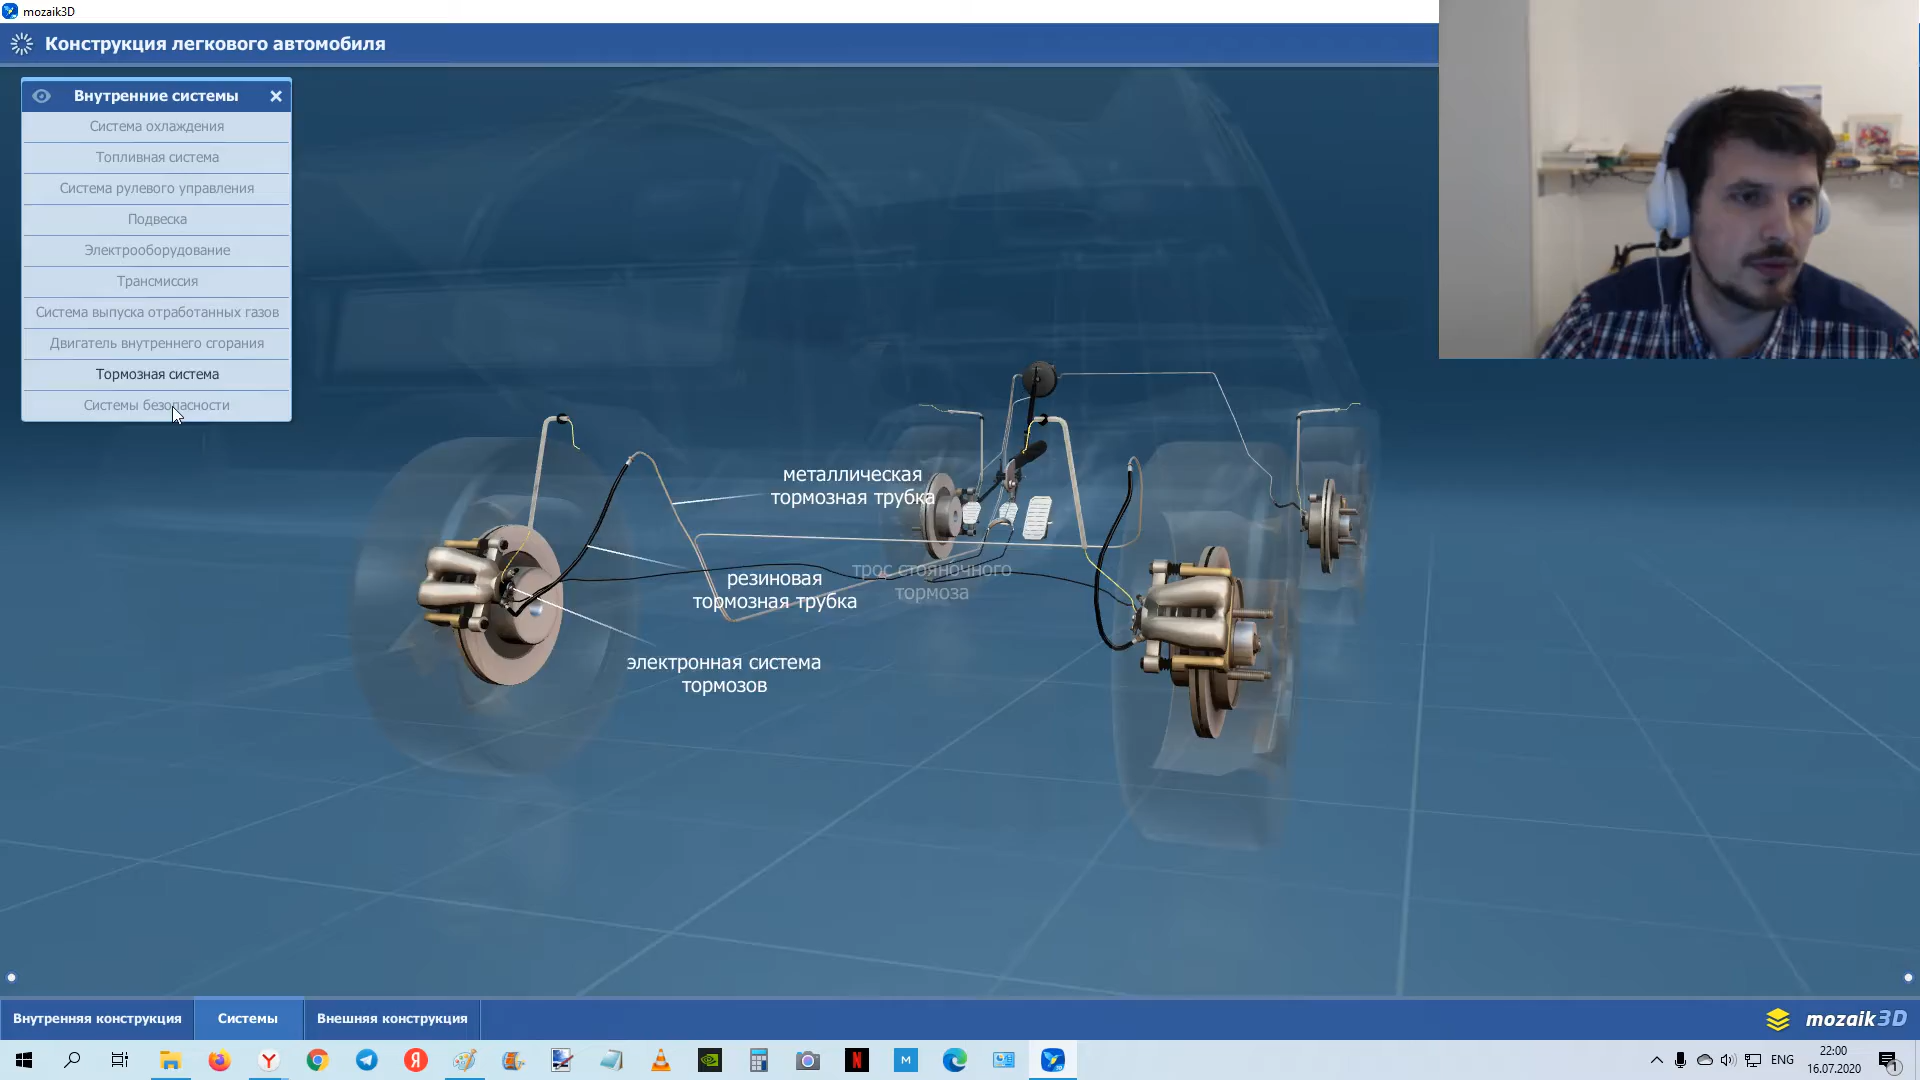 mozaik3D
Конструкция легкового автомобиля
Внутренние системы
Система охлаждения
Топливная система
Система рулевого управления
Подвеска
Электрооборудование
Трансмиссия
Система выпуска отработанных газов
Двигатель внутреннего сгорания
Тормозная система
Системы безопасности
металлическая
тормозная трубка
резиновая
тормозная трубка
трос стояночного
тормоза
электронная система
тормозов
Внутренняя конструкция
Системы
Внешняя конструкция
mozaik3D
ENG
22:00
16.07.2020